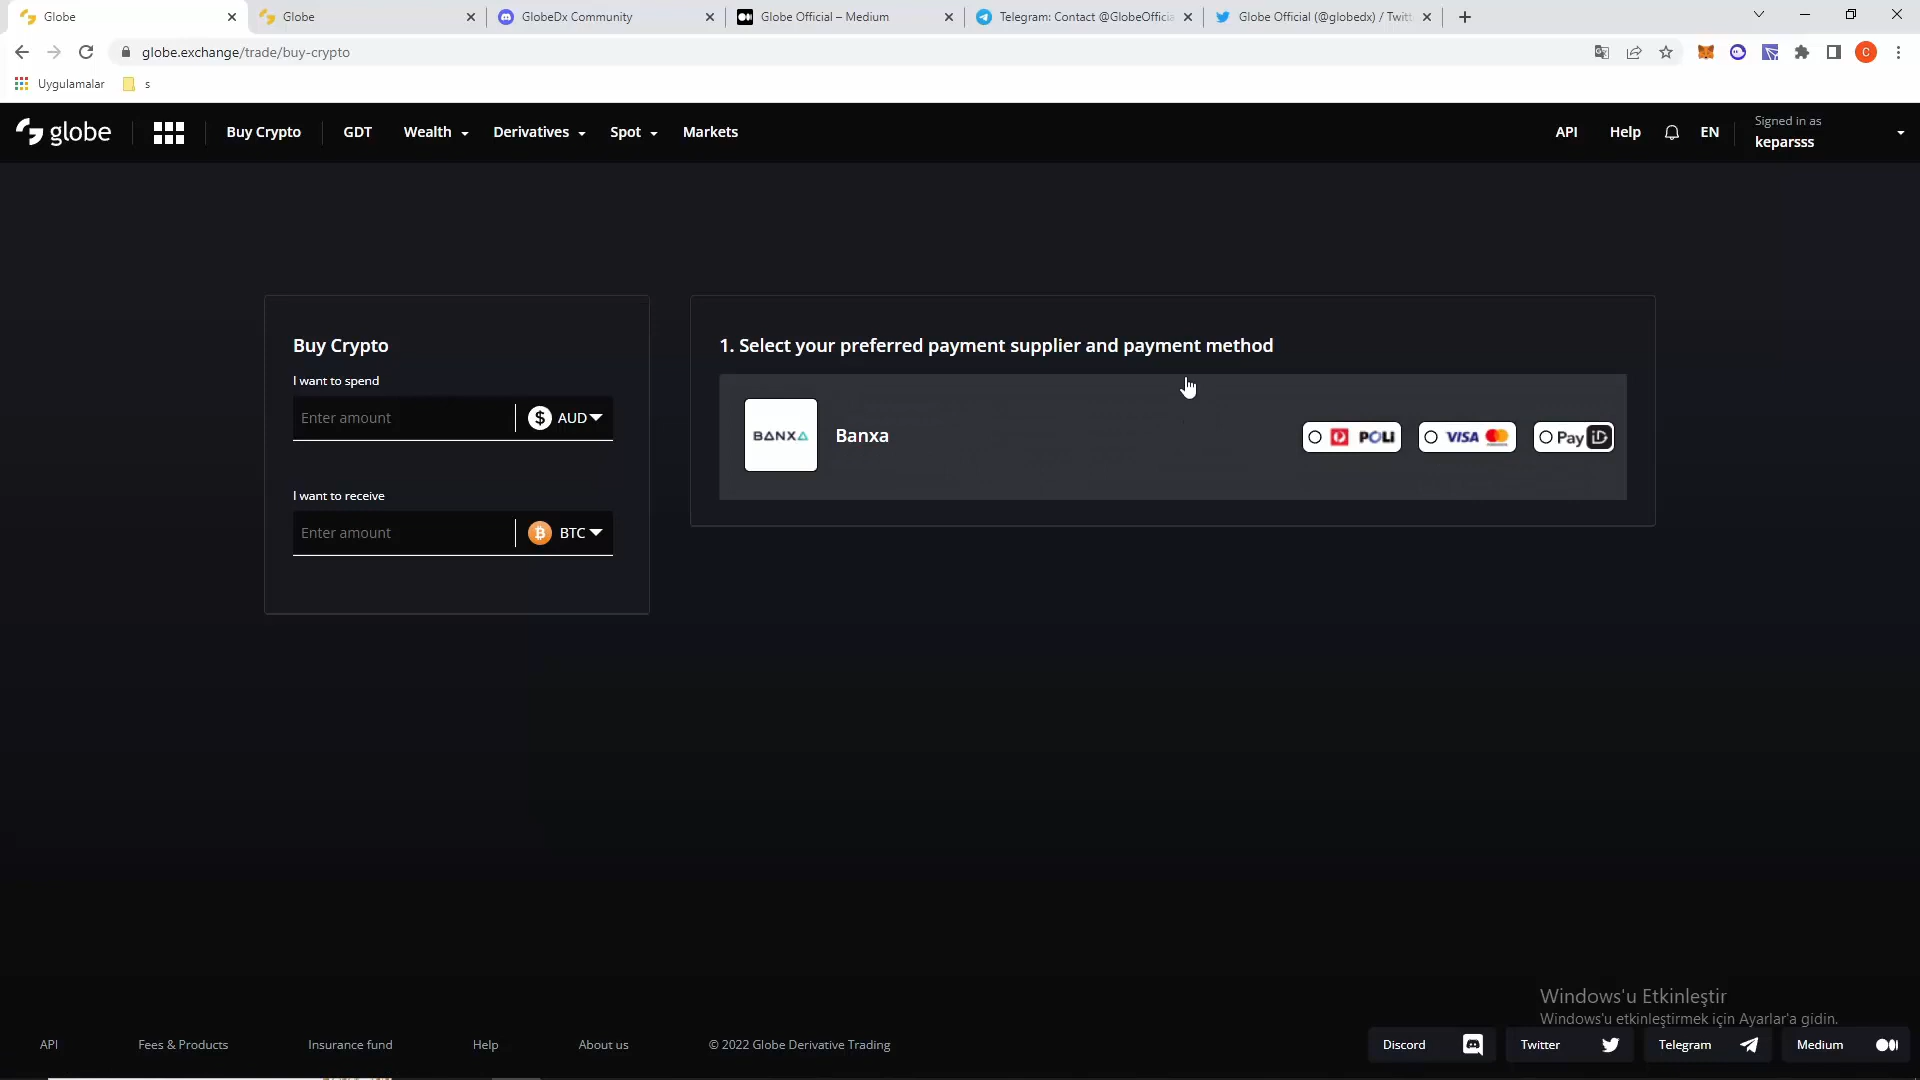 Globe
Globe
GlobeDx Community
Globe Official – Medium
Telegram: Contact @GlobeOfficia
Globe Official (@globedx) / Twitt
globe.exchange/trade/buy-crypto
C
Uygulamalar
s
globe
Buy Crypto
GDT
Wealth
Derivatives
Spot
Markets
API
Help
EN
Signed in as
keparsss
Buy Crypto
I want to spend
Enter amount
$ AUD
I want to receive
Enter amount
BTC
1. Select your preferred payment supplier and payment method
BANXA
Banxa
POLi
VISA
Pay iD
Windows'u Etkinleştir
Windows'u etkinleştirmek için Ayarlar'a gidin.
API
Fees & Products
Insurance fund
Help
About us
© 2022 Globe Derivative Trading
Discord
Twitter
Telegram
Medium